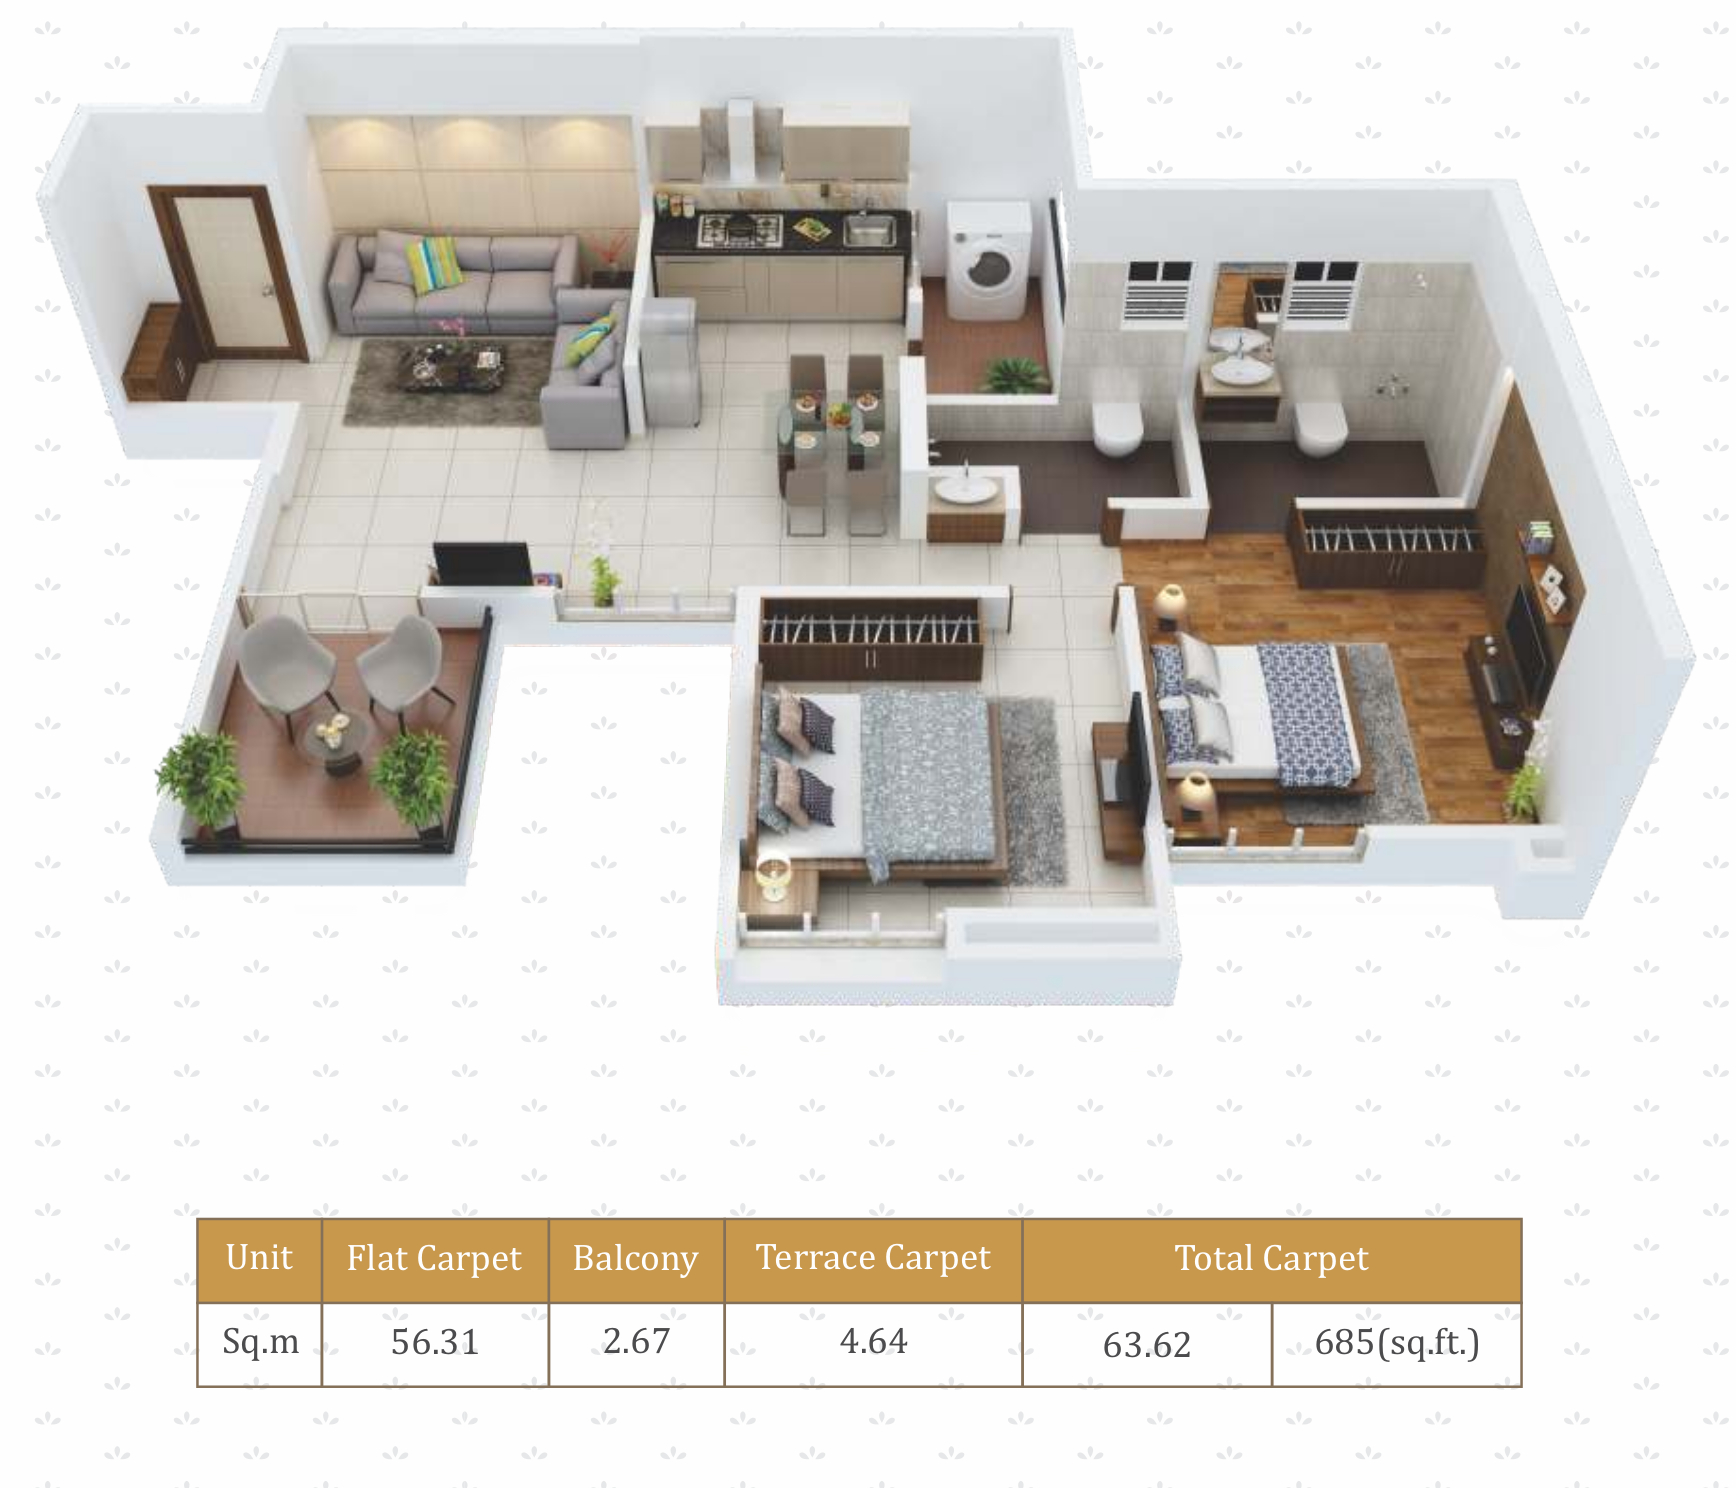 Unit Flat Carpet Balcony Terrace Carpet Total Carpet
Sq.m 56.31 2.67 4.64 63.62 685(sq.ft.)